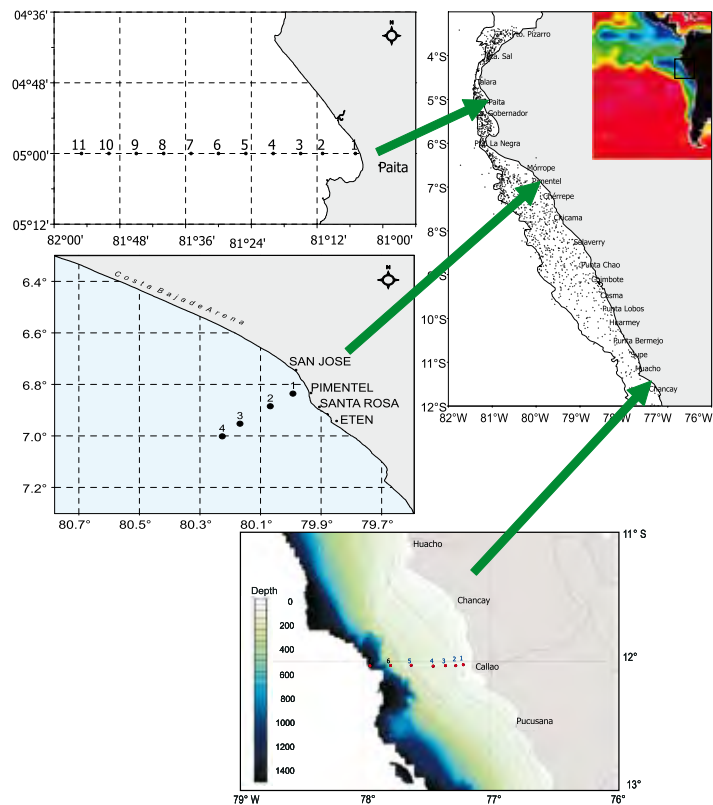 04°36'
04°48'
05°00'
05°12'
N
11 10 9 8 7 6 5 4 3 2 1
Paita
82°00' 81°48' 81°36' 81°24' 81°12' 81°00'
4°S
5°S
6°S
7°S
8°S
10°S
11°S
12°S
Pto. Pizarro
Pta. Sal
Talara
Paita
Gobernador
Pta. La Negra
Mórrope
Pimentel
Chérrepe
Chicama
Salaverry
Punta Chao
Chimbote
Casma
Punta Lobos
Huarmey
Punta Bermejo
Supe
Huacho
Chancay
82°W 81°W 80°W 79°W 78°W 77°W 76°W
6.4°
6.6°
6.8°
7.0°
7.2°
Costa Baja de Arena
SAN JOSE
PIMENTEL
SANTA ROSA
ETEN
2
3
4
80.7° 80.5° 80.3° 80.1° 79.9° 79.7°
11° S
Huacho
Chancay
Depth
0
200
400
600
800
1000
1200
1400
6 5 4 3 2 1
Callao
12°
Pucusana
13°
79° W 78° 77° 76°